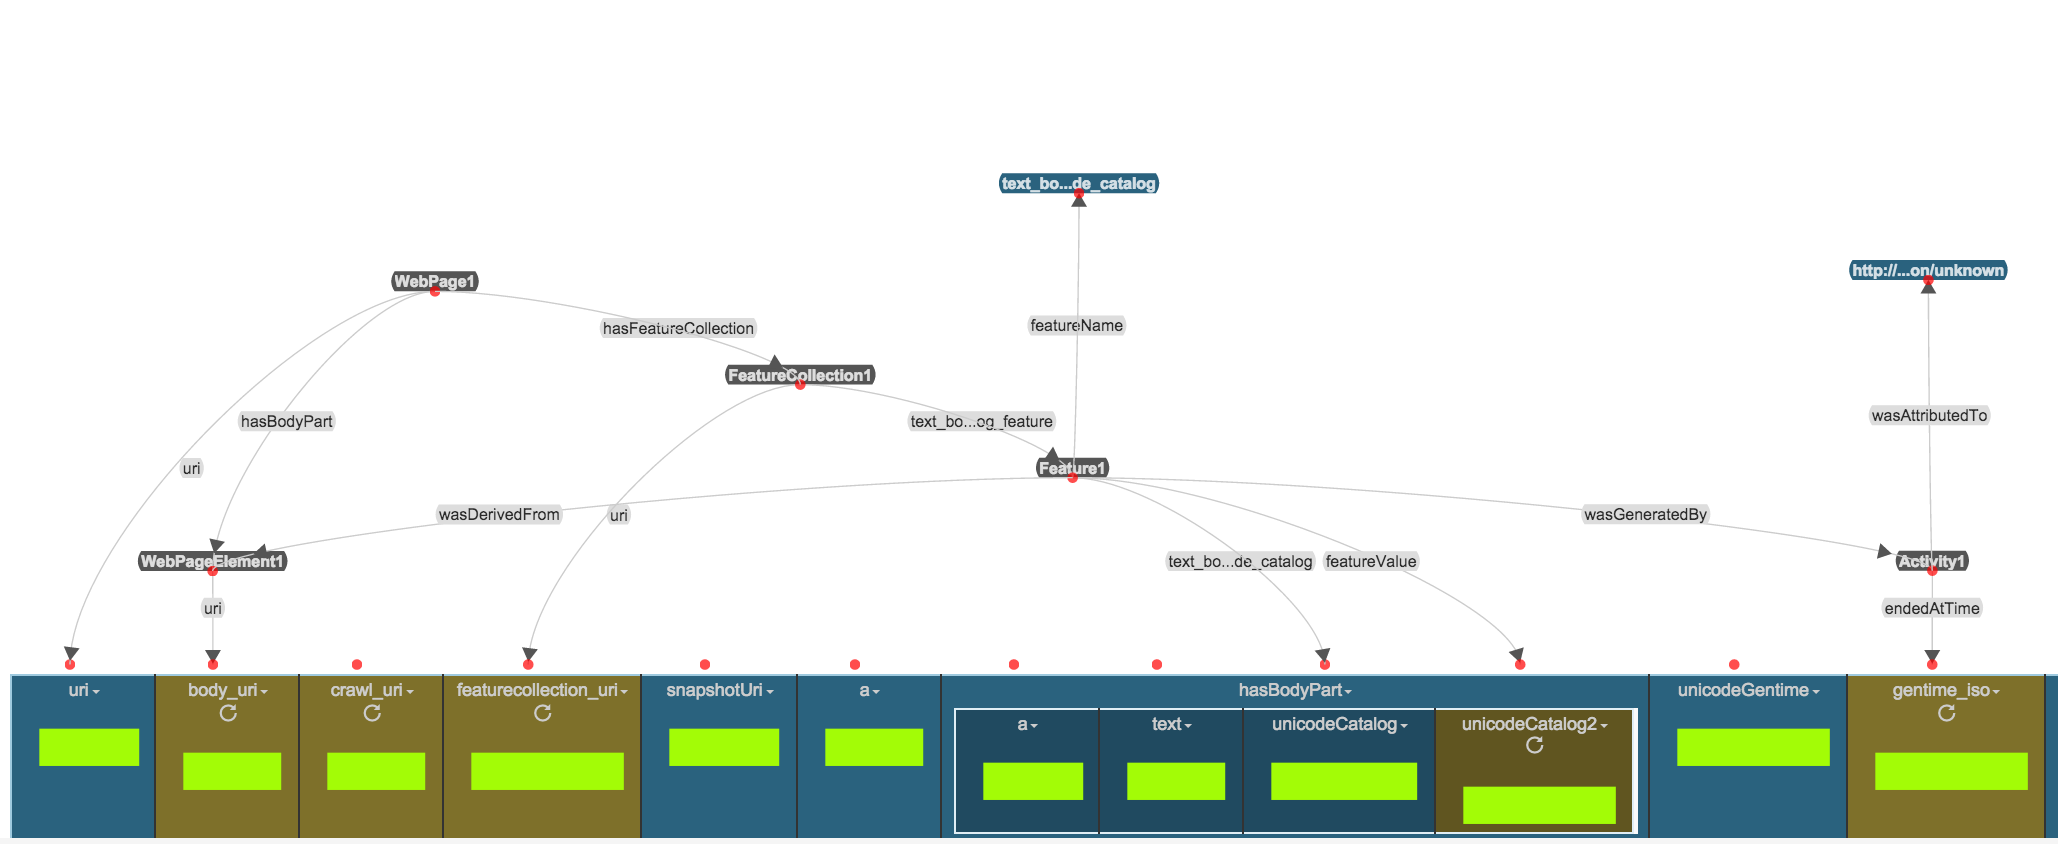 text_bo...de_catalog
http://...on/unknown
WebPage1
hasFeatureCollection
featureName
FeatureCollection1
wasAttributedTo
hasBodyPart
text_bo...og_feature
uri
Feature1
wasDerivedFrom
uri
wasGeneratedBy
WebPageElement1
text_bo...de_catalog
featureValue
Activity1
uri
endedAtTime
uri
body_uri
crawl_uri
featurecollection_uri
snapshotUri
a
hasBodyPart
unicodeGentime
gentime_iso
a
text
unicodeCatalog
unicodeCatalog2